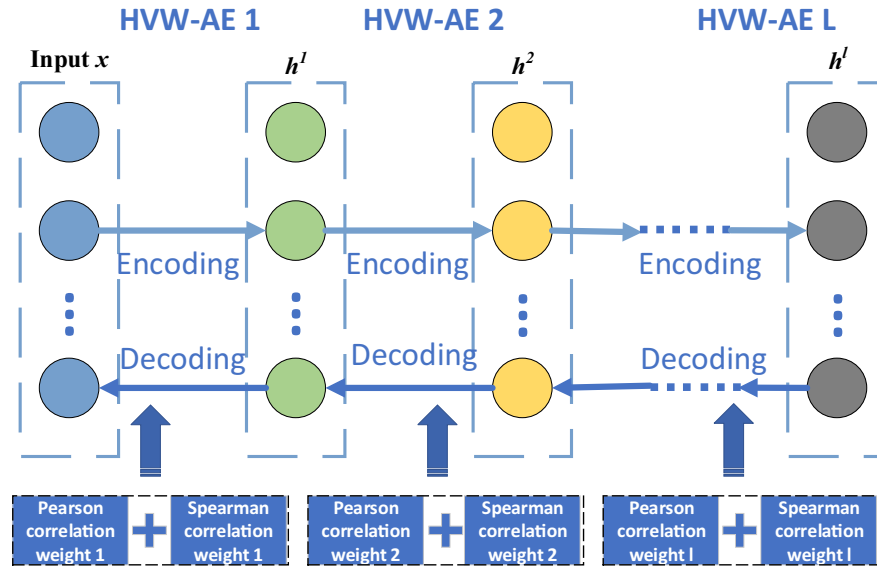 HVW-AE 1 HVW-AE 2 HVW-AE L
Input x h¹ h² hˡ
Encoding Encoding Encoding
Decoding Decoding Decoding
Pearson correlation weight 1 + Spearman correlation weight 1
Pearson correlation weight 2 + Spearman correlation weight 2
Pearson correlation weight l + Spearman correlation weight l